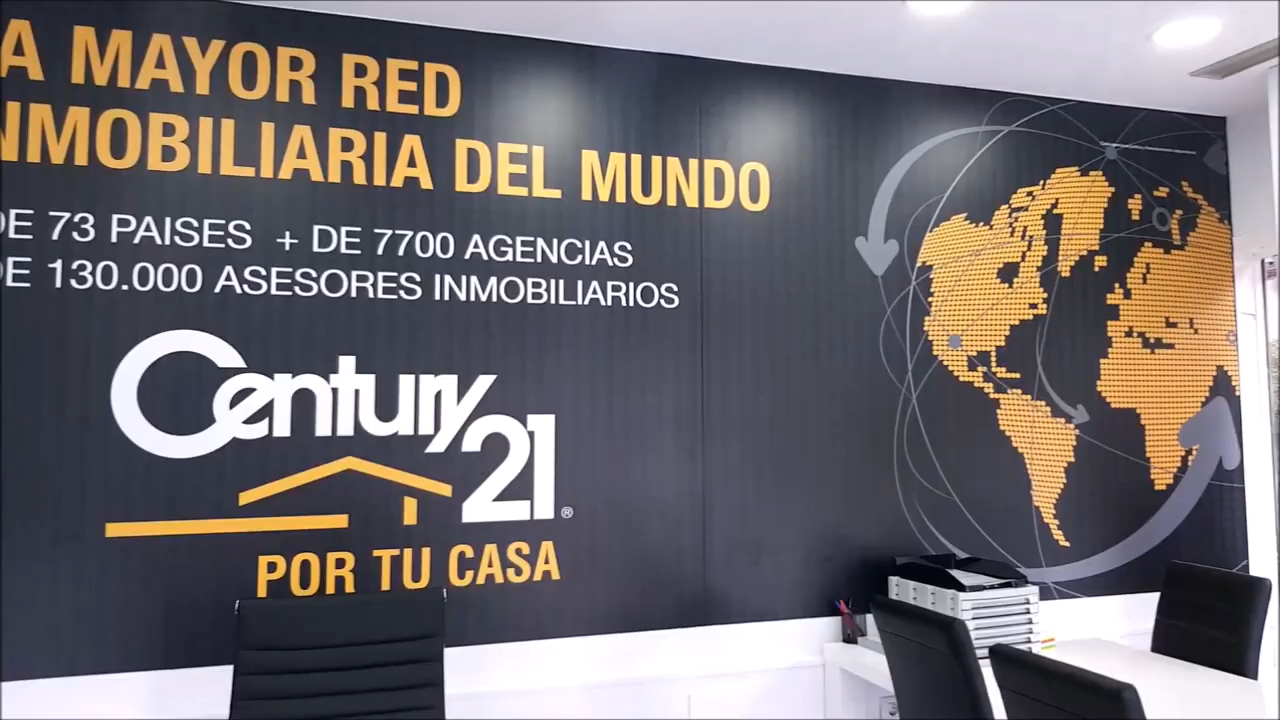 A MAYOR RED
NMOBILIARIA DEL MUNDO
DE 73 PAISES + DE 7700 AGENCIAS
DE 130.000 ASESORES INMOBILIARIOS
Century
21®
POR TU CASA